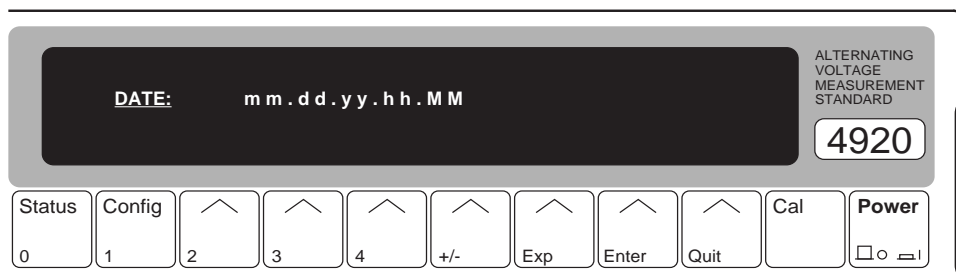 DATE: mm.dd.yy.hh.MM
ALTERNATING
VOLTAGE
MEASUREMENT
STANDARD
4920
Status Config Cal Power
0 1 2 3 4 +/- Exp Enter Quit